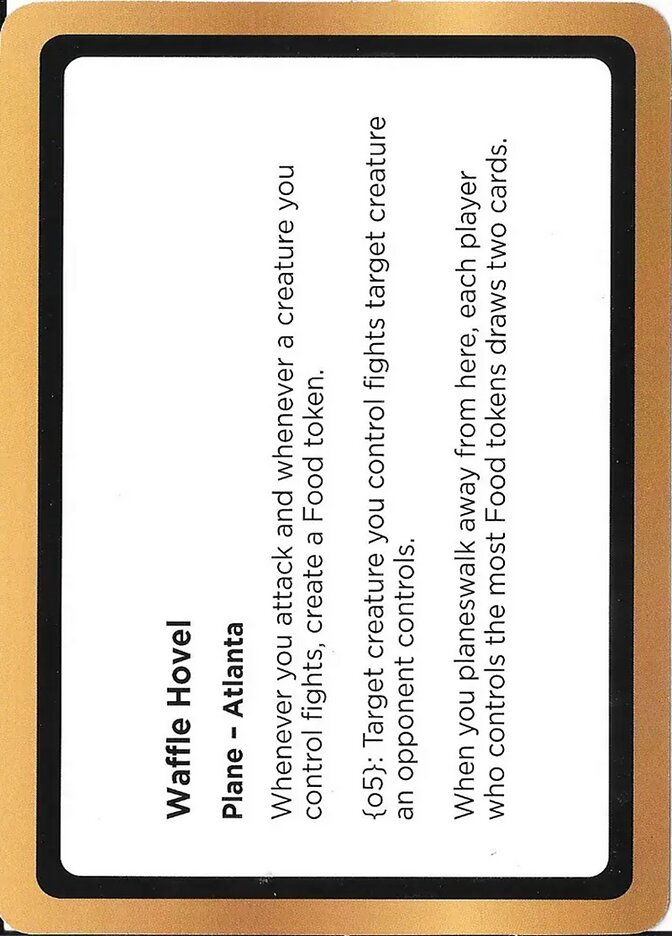 Waffle Hovel
Plane – Atlanta
Whenever you attack and whenever a creature you
control fights, create a Food token.
{o5}: Target creature you control fights target creature
an opponent controls.
When you planeswalk away from here, each player
who controls the most Food tokens draws two cards.